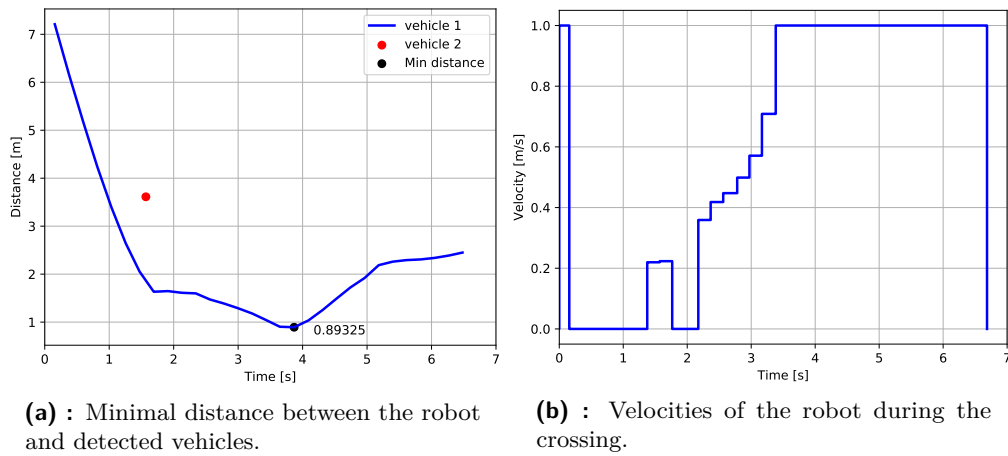 vehicle 1
vehicle 2
Min distance
7
6
5
4
3
2
1
Distance [m]
0.89325
0 1 2 3 4 5 6 7
Time [s]
(a) : Minimal distance between the robot
and detected vehicles.
1.0
0.8
0.6
0.4
0.2
0.0
Velocity [m/s]
0 1 2 3 4 5 6 7
Time [s]
(b) : Velocities of the robot during the
crossing.